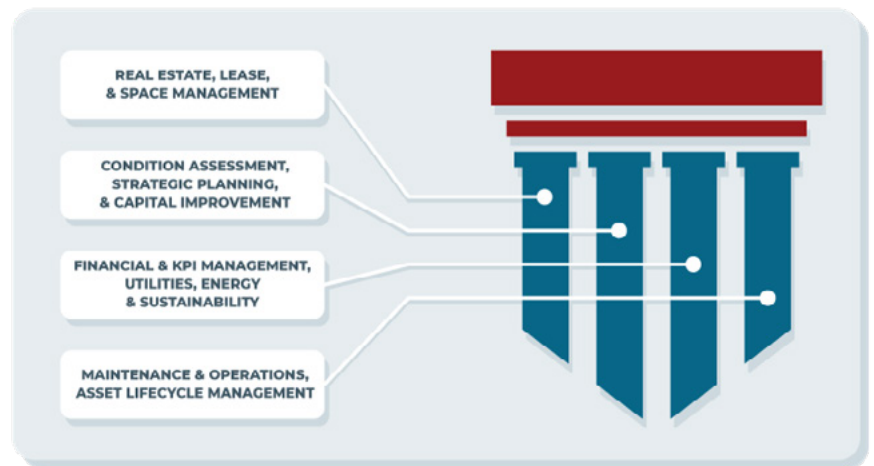 REAL ESTATE, LEASE,
& SPACE MANAGEMENT
CONDITION ASSESSMENT,
STRATEGIC PLANNING,
& CAPITAL IMPROVEMENT
FINANCIAL & KPI MANAGEMENT,
UTILITIES, ENERGY
& SUSTAINABILITY
MAINTENANCE & OPERATIONS,
ASSET LIFECYCLE MANAGEMENT